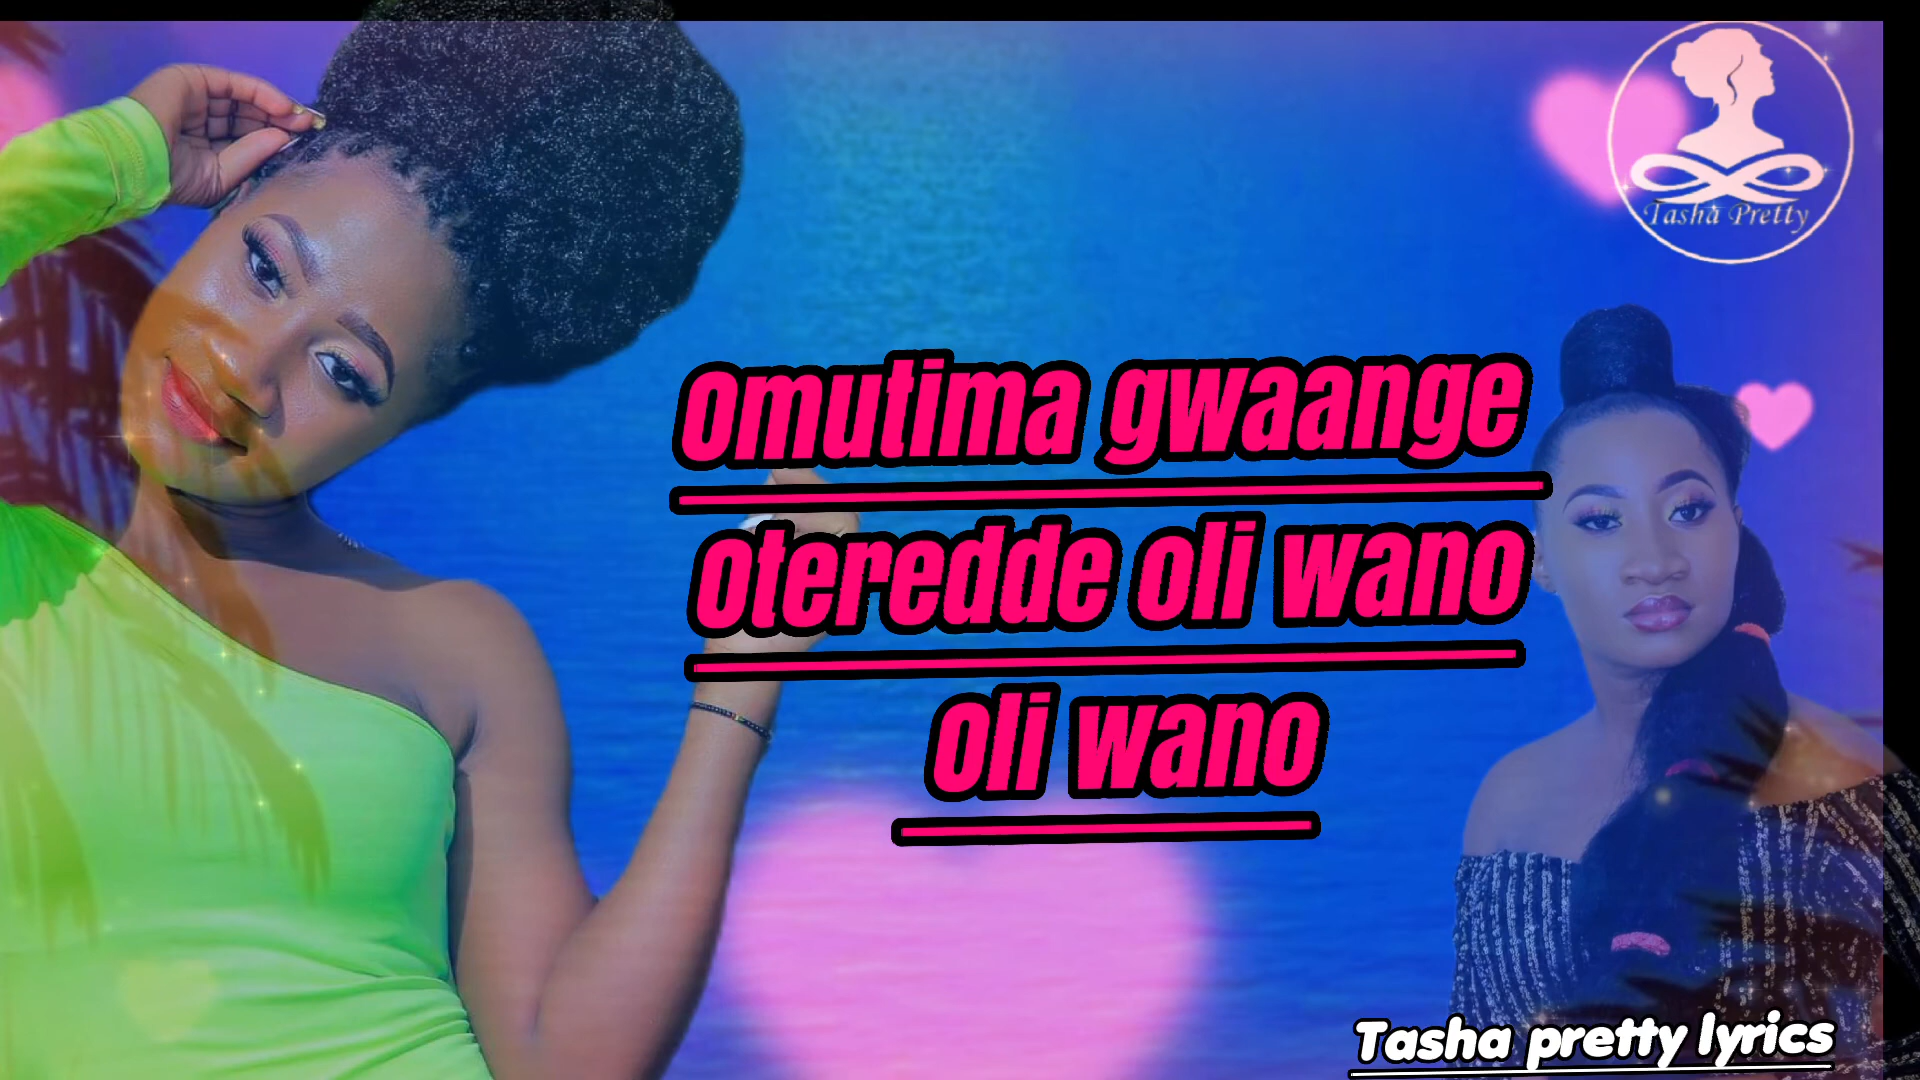 Tasha Pretty
omutima gwaange
oteredde oli wano
oli wano
Tasha pretty lyrics